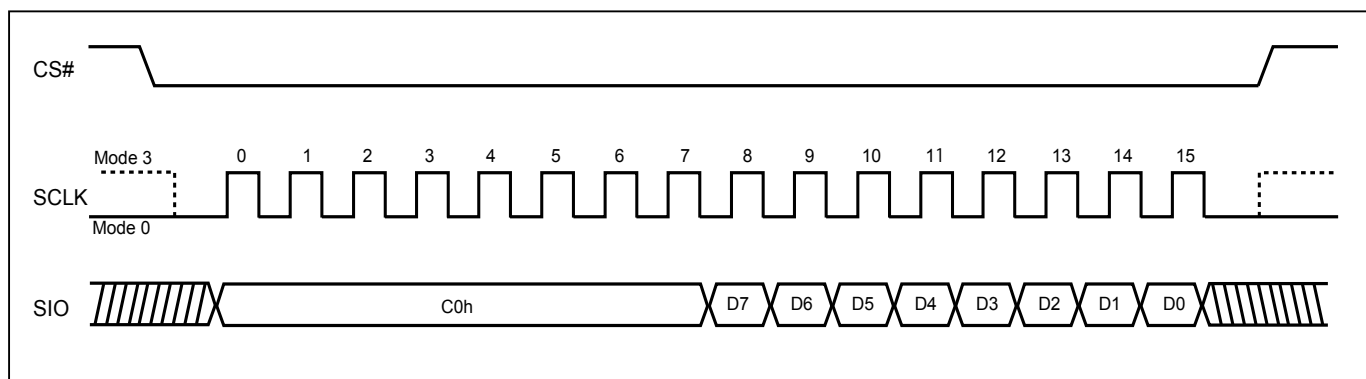 CS#
Mode 3
0 1 2 3 4 5 6 7 8 9 10 11 12 13 14 15
SCLK
Mode 0
SIO
C0h D7 D6 D5 D4 D3 D2 D1 D0